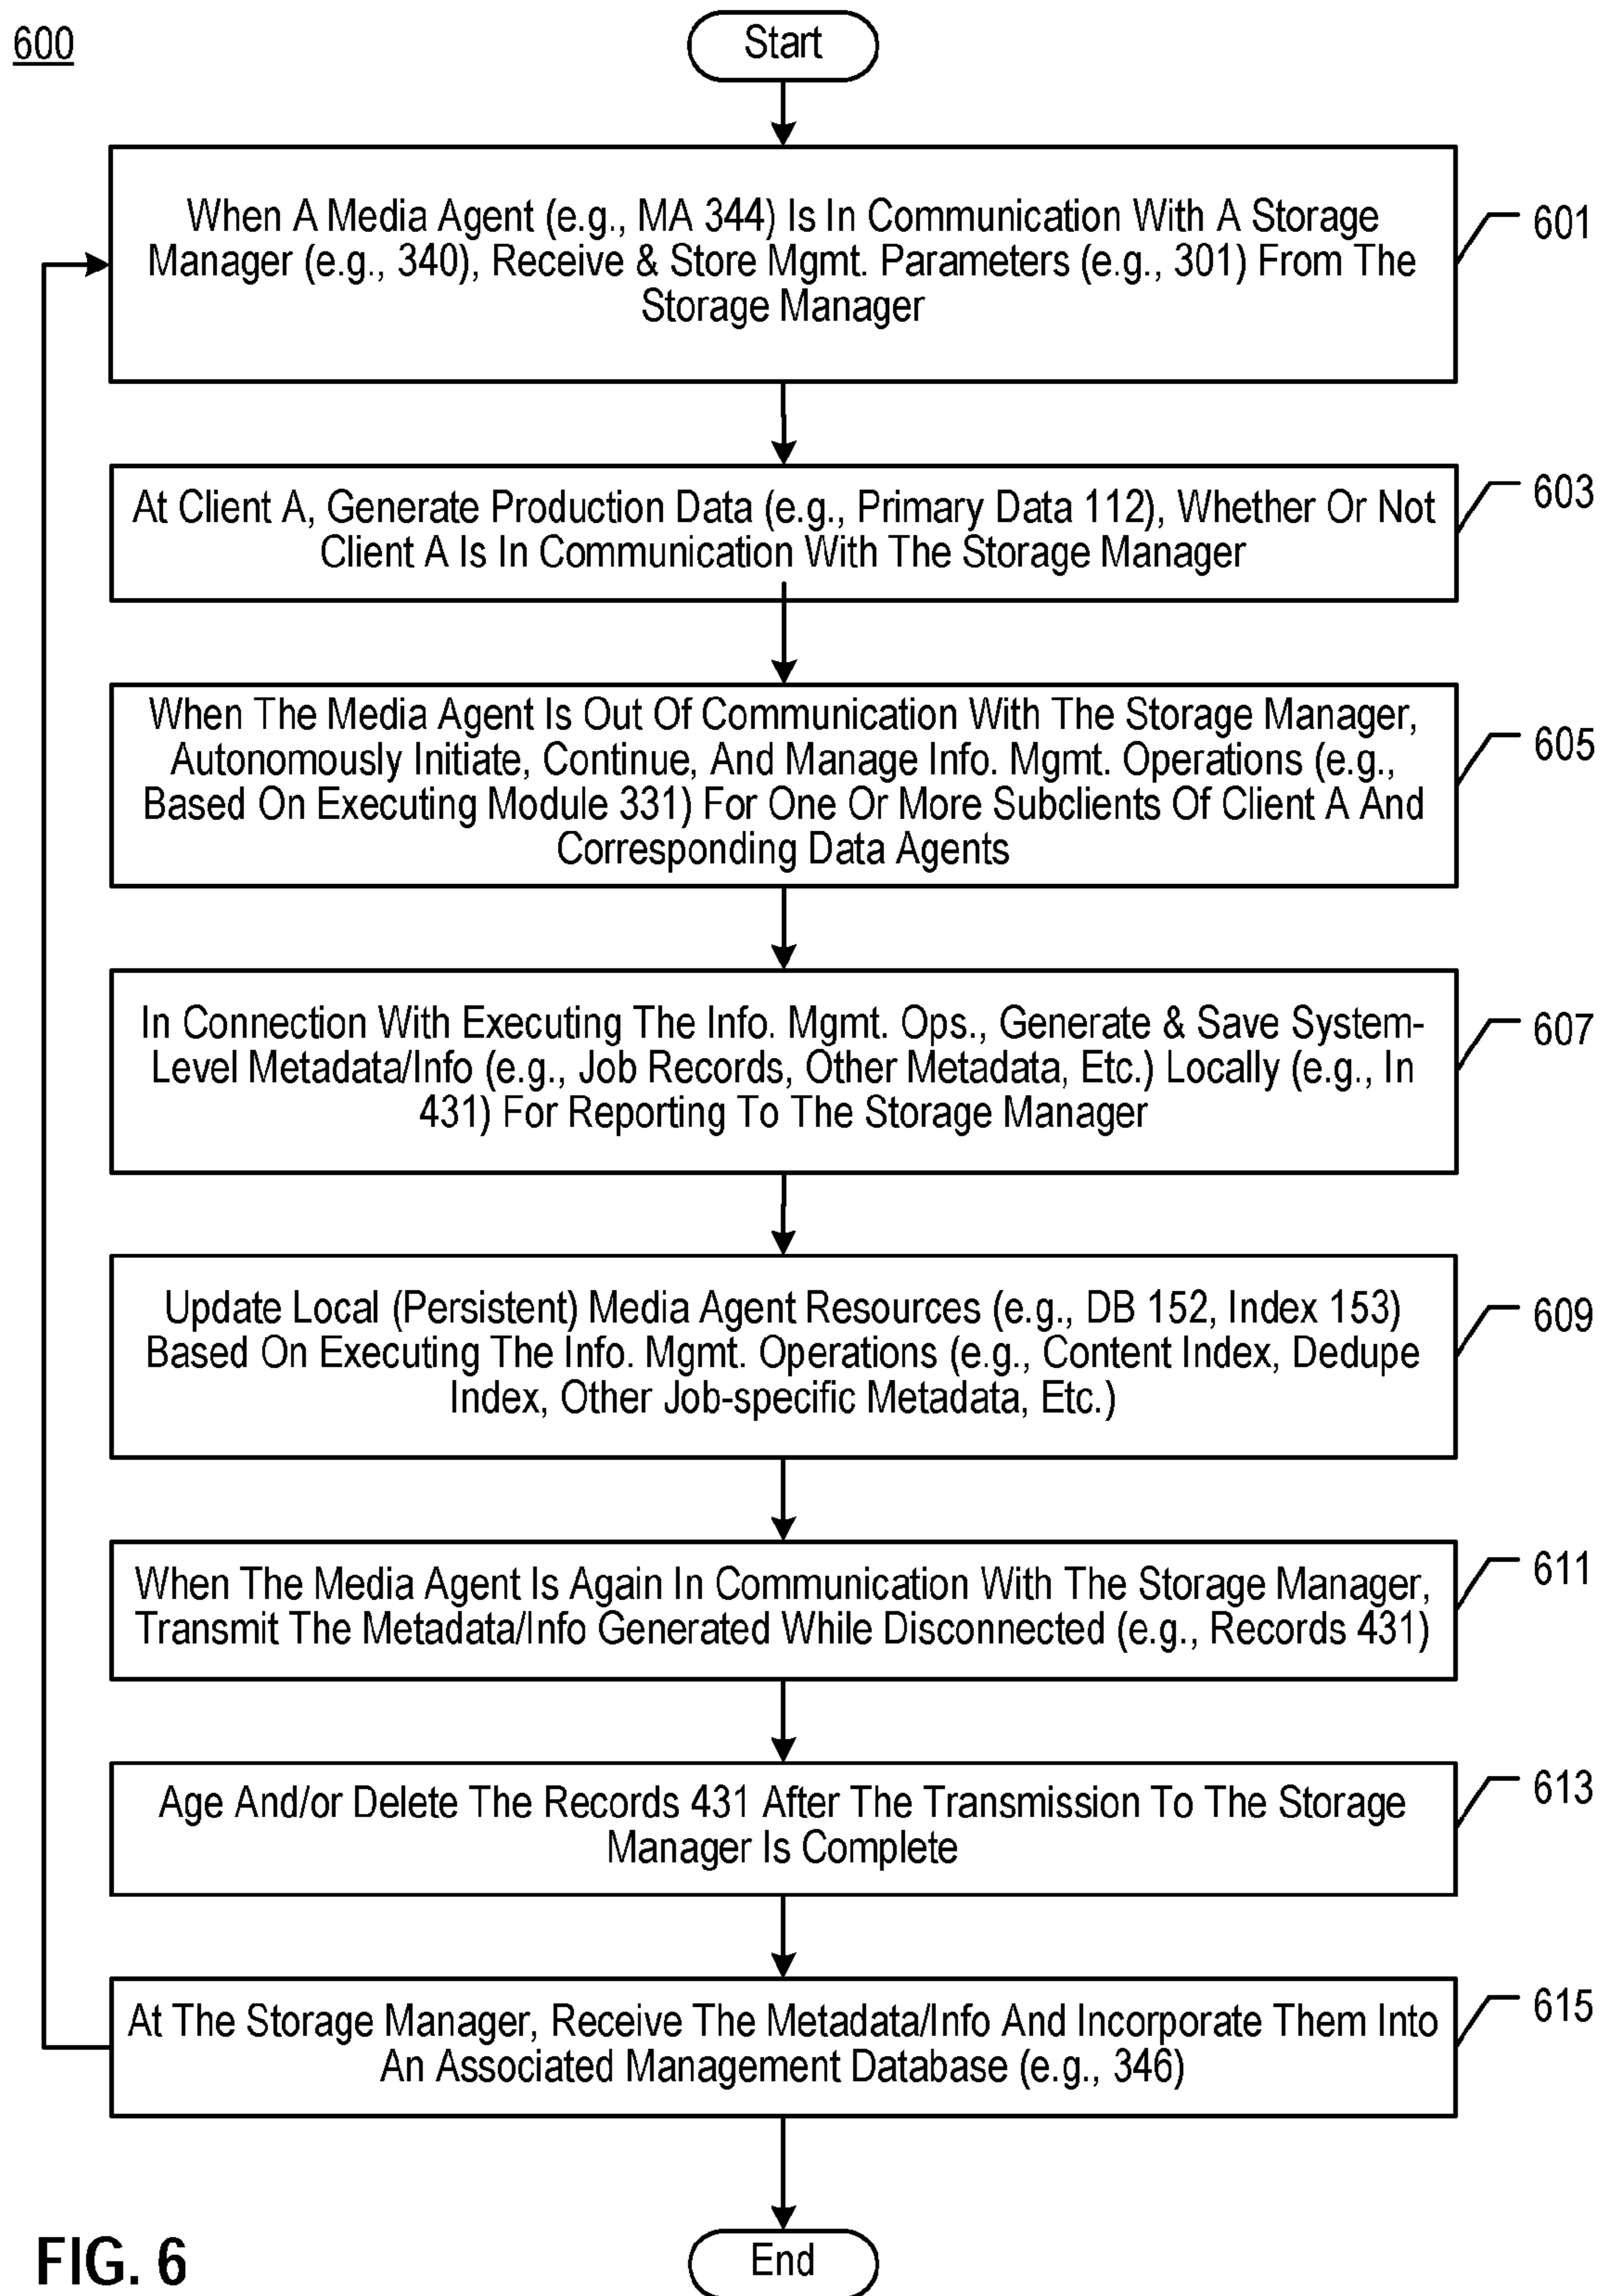 600
Start
When A Media Agent (e.g., MA 344) Is In Communication With A Storage
Manager (e.g., 340), Receive & Store Mgmt. Parameters (e.g., 301) From The
Storage Manager
601
At Client A, Generate Production Data (e.g., Primary Data 112), Whether Or Not
Client A Is In Communication With The Storage Manager
603
When The Media Agent Is Out Of Communication With The Storage Manager,
Autonomously Initiate, Continue, And Manage Info. Mgmt. Operations (e.g.,
Based On Executing Module 331) For One Or More Subclients Of Client A And
Corresponding Data Agents
605
In Connection With Executing The Info. Mgmt. Ops., Generate & Save System-
Level Metadata/Info (e.g., Job Records, Other Metadata, Etc.) Locally (e.g., In
431) For Reporting To The Storage Manager
607
Update Local (Persistent) Media Agent Resources (e.g., DB 152, Index 153)
Based On Executing The Info. Mgmt. Operations (e.g., Content Index, Dedupe
Index, Other Job-specific Metadata, Etc.)
609
When The Media Agent Is Again In Communication With The Storage Manager,
Transmit The Metadata/Info Generated While Disconnected (e.g., Records 431)
611
Age And/or Delete The Records 431 After The Transmission To The Storage
Manager Is Complete
613
At The Storage Manager, Receive The Metadata/Info And Incorporate Them Into
An Associated Management Database (e.g., 346)
615
End
FIG. 6